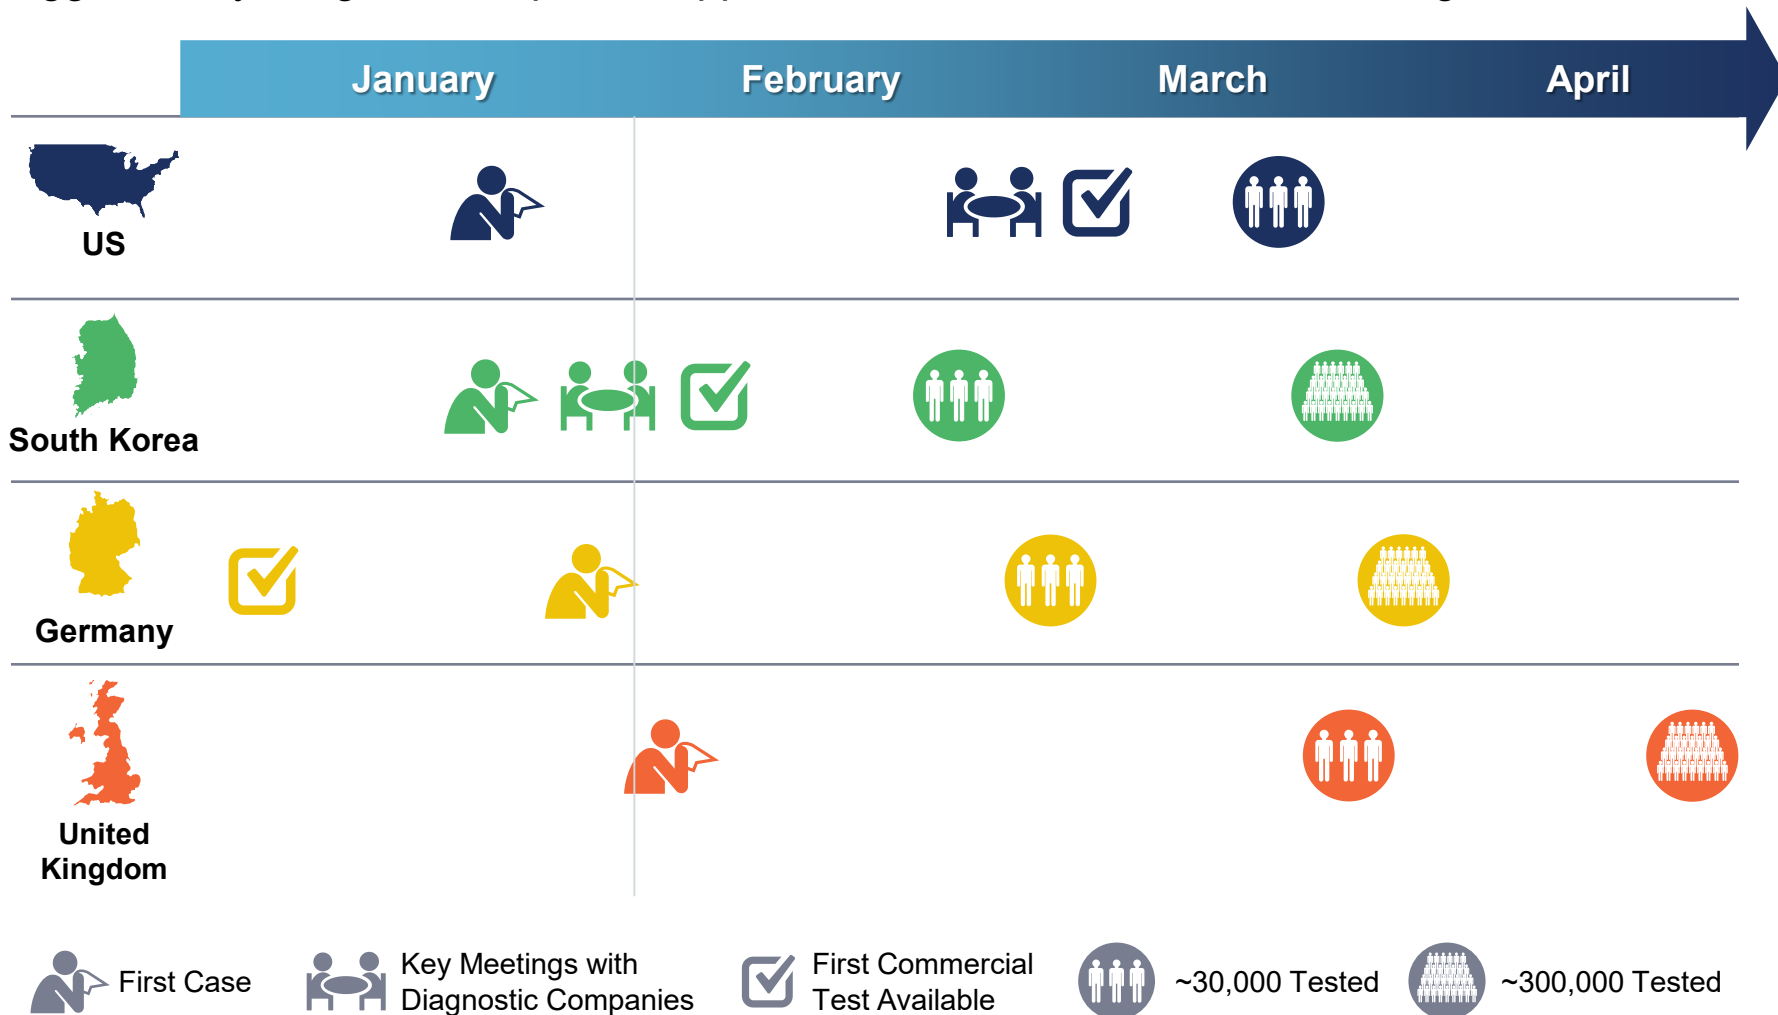 January February March April
US
South Korea
Germany
United
Kingdom
First Case
Key Meetings with
Diagnostic Companies
First Commercial
Test Available
~30,000 Tested
~300,000 Tested